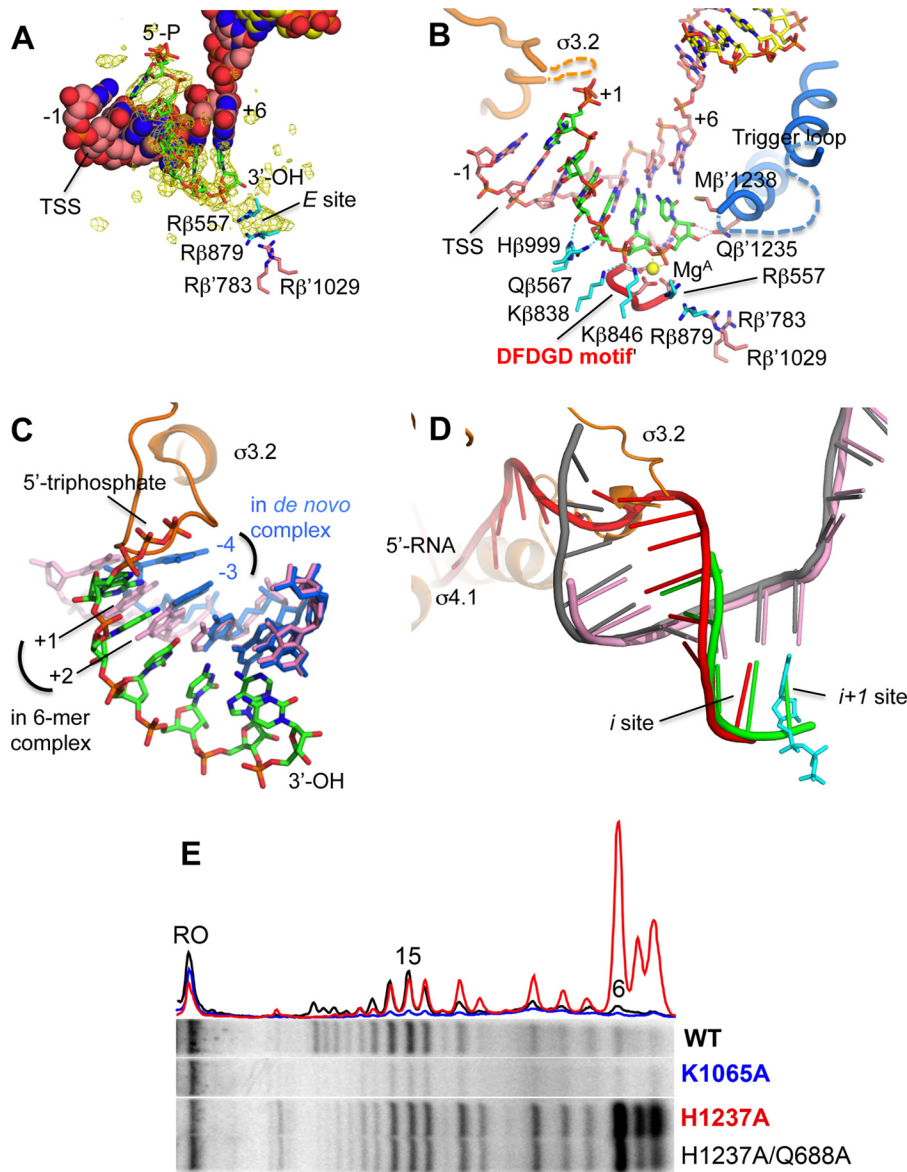 A
5'-P
-1
+6
TSS
3'-OH
E site
Rβ557
Rβ879
Rβ'783
Rβ'1029
B
σ3.2
+1
+6
-1
TSS
Trigger loop
Mβ'1238
Hβ999
Qβ'1235
Qβ567
Mg^A
Rβ557
Kβ838
Kβ846
Rβ879
Rβ'783
DFDGD motif'
Rβ'1029
C
σ3.2
5'-triphosphate
in de novo
complex
-4
-3
+1
+2
in 6-mer
complex
3'-OH
D
σ3.2
5'-RNA
σ4.1
i site
i+1 site
E
RO
15
6
WT
K1065A
H1237A
H1237A/Q688A